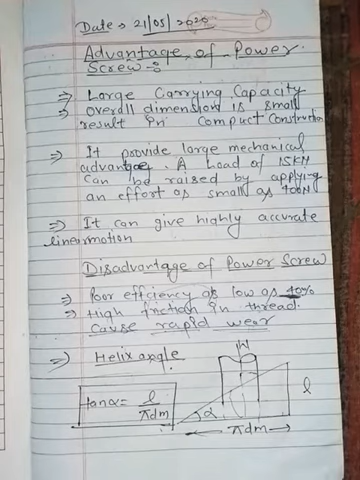 Date → 21/05/2020
Advantage of Power
Screw :-
⇒ Large Carrying Capacity
⇒ overall dimension is small
result in compact construction
⇒ It provide large mechanical
advantage. A load of 15KN
can be raised by applying
an effort as small as 400N
⇒ It can give highly accurate
linearmotion
Disadvantage of Power Screw
⇒ Poor efficiency as low as 40%
⇒ High friction in thread
cause rapid wear
⇒ Helix angle
W
tanα = l/πdm
α
l
πdm